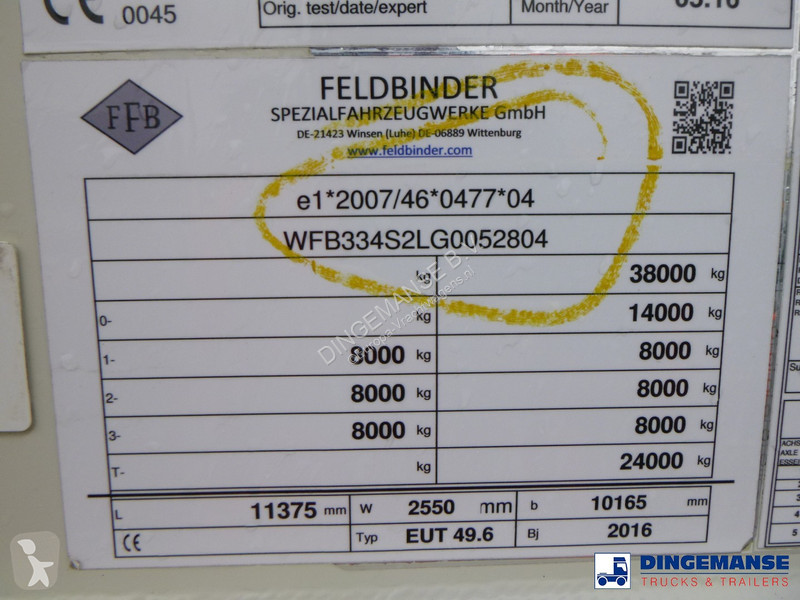 CE 0045
Orig. test/date/expert
Month/Year
FFB
FELDBINDER
SPEZIALFAHRZEUGWERKE GmbH
DE-21423 Winsen (Luhe) DE-06889 Wittenburg
www.feldbinder.com
e1*2007/46*0477*04
WFB334S2LG0052804
kg 38000 kg
0- kg 14000 kg
1- 8000 kg 8000 kg
2- 8000 kg 8000 kg
3- 8000 kg 8000 kg
T- kg 24000 kg
L 11375 mm W 2550 mm b 10165 mm
CE Typ EUT 49.6 Bj 2016
DINGEMANSE B.V.
DINGEMANSE
TRUCKS & TRAILERS